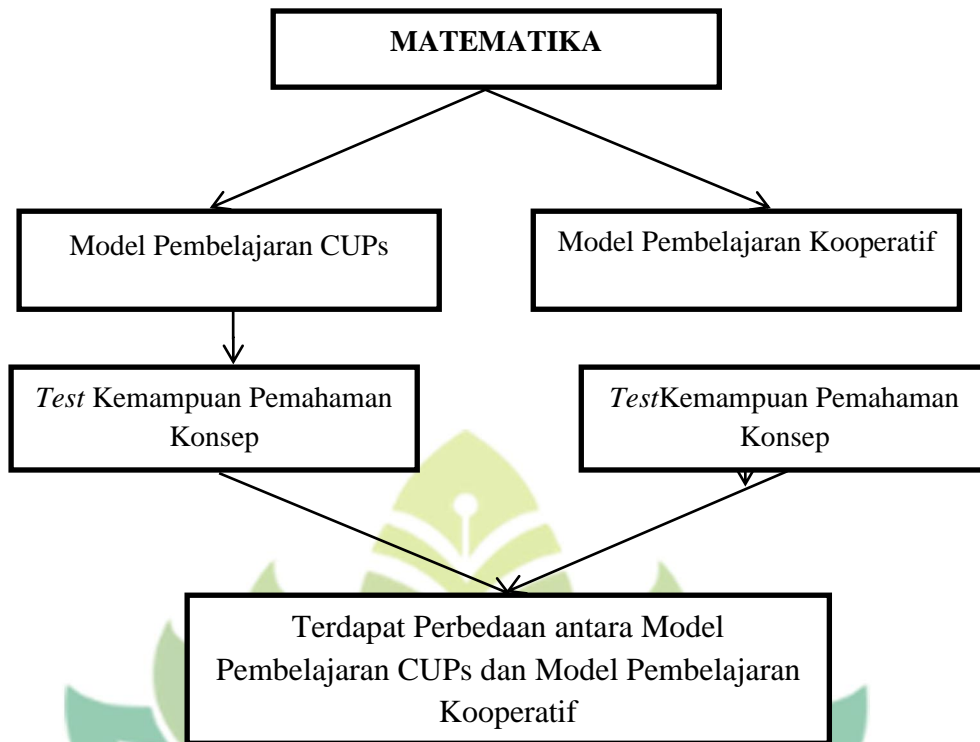 MATEMATIKA
Model Pembelajaran CUPs
Model Pembelajaran Kooperatif
Test Kemampuan Pemahaman
Konsep
TestKemampuan Pemahaman
Konsep
Terdapat Perbedaan antara Model
Pembelajaran CUPs dan Model Pembelajaran
Kooperatif